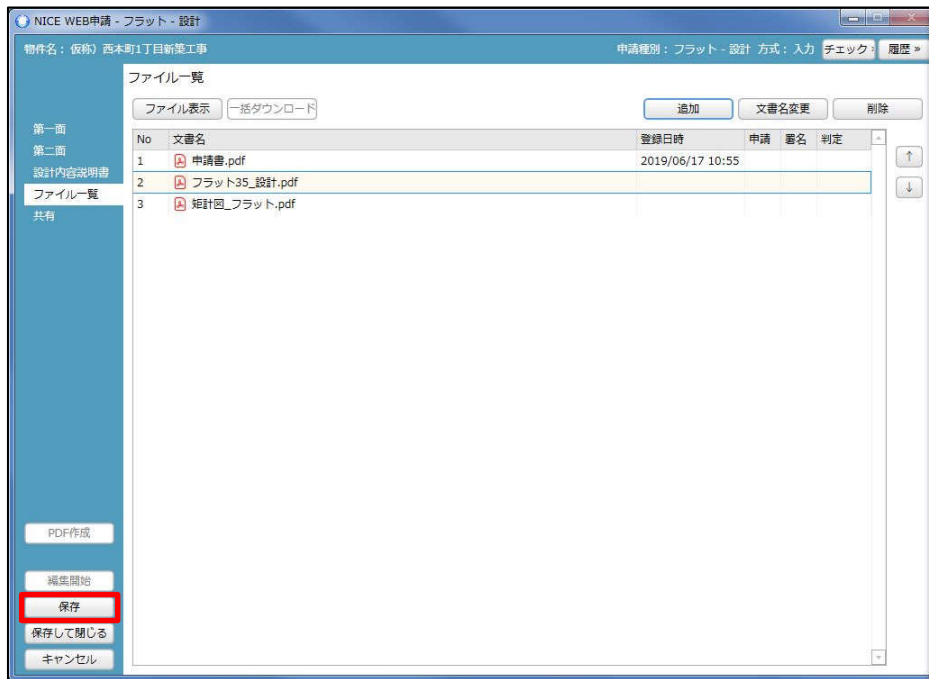 NICE WEB申請 - フラット - 設計
物件名：仮称）西本町1丁目新築工事 申請種別：フラット - 設計 方式：入力 チェック» 履歴 »
ファイル一覧
ファイル表示 一括ダウンロード 追加 文書名変更 削除
第一面
第二面
設計内容説明書
ファイル一覧
共有
No 文書名 登録日時 申請 署名 判定
1 申請書.pdf 2019/06/17 10:55
2 フラット35_設計.pdf
3 矩計図_フラット.pdf
↑
↓
PDF作成
編集開始
保存
保存して閉じる
キャンセル